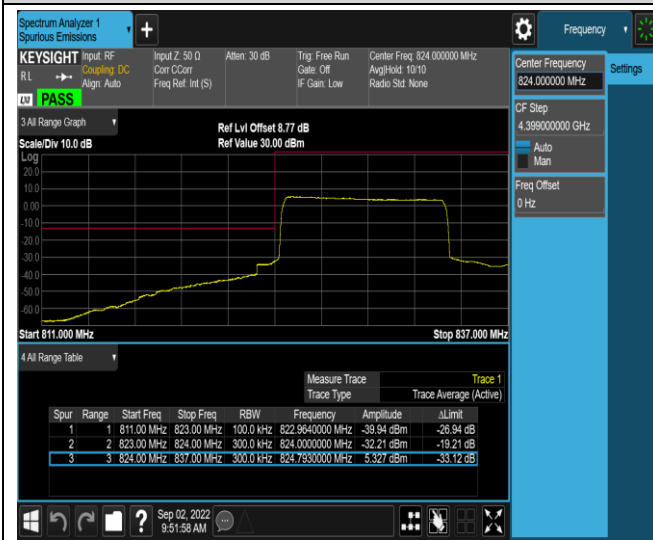 Spectrum Analyzer 1
Spurious Emissions
Frequency
KEYSIGHT Input: RF Input Z: 50 Ω Atten: 30 dB Trig: Free Run Center Freq: 824.000000 MHz
RL Coupling: DC Corr CCorr Gate: Off Avg|Hold: 10/10
Align: Auto Freq Ref: Int (S) IF Gain: Low Radio Std: None
LXI PASS
Center Frequency
824.000000 MHz
Settings
CF Step
4.399000000 GHz
Auto
Man
Freq Offset
0 Hz
3 All Range Graph
Ref Lvl Offset 8.77 dB
Scale/Div 10.0 dB Ref Value 30.00 dBm
Log
20.0
10.0
0.00
-10.0
-20.0
-30.0
-40.0
-50.0
-60.0
Start 811.000 MHz Stop 837.000 MHz
4 All Range Table
Measure Trace Trace 1
Trace Type Trace Average (Active)
Spur Range Start Freq Stop Freq RBW Frequency Amplitude ΔLimit
1 1 811.00 MHz 823.00 MHz 100.0 kHz 822.9640000 MHz -39.94 dBm -26.94 dB
2 2 823.00 MHz 824.00 MHz 300.0 kHz 824.0000000 MHz -32.21 dBm -19.21 dB
3 3 824.00 MHz 837.00 MHz 300.0 kHz 824.7930000 MHz 5.327 dBm -33.12 dB
Sep 02, 2022
9:51:58 AM